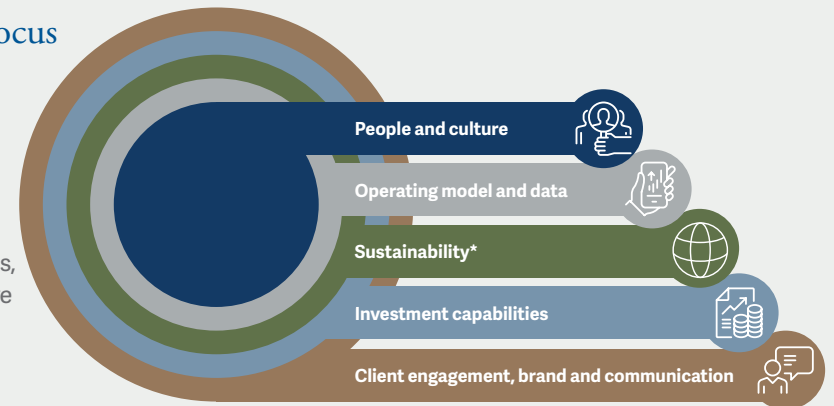 ocus
People and culture
Operating model and data
Sustainability*
s,
e
Investment capabilities
Client engagement, brand and communication